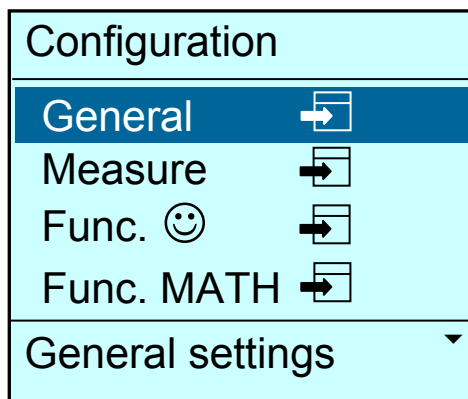 Configuration
General
Measure
Func. ☺
Func. MATH
General settings